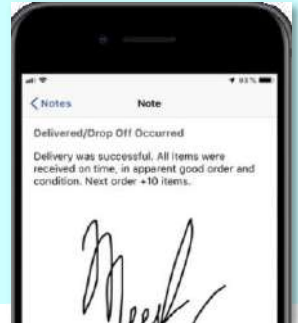 93%
Notes
Note
Delivered/Drop Off Occurred
Delivery was successful. All items were
received on time, in apparent good order and
condition. Next order +10 items.